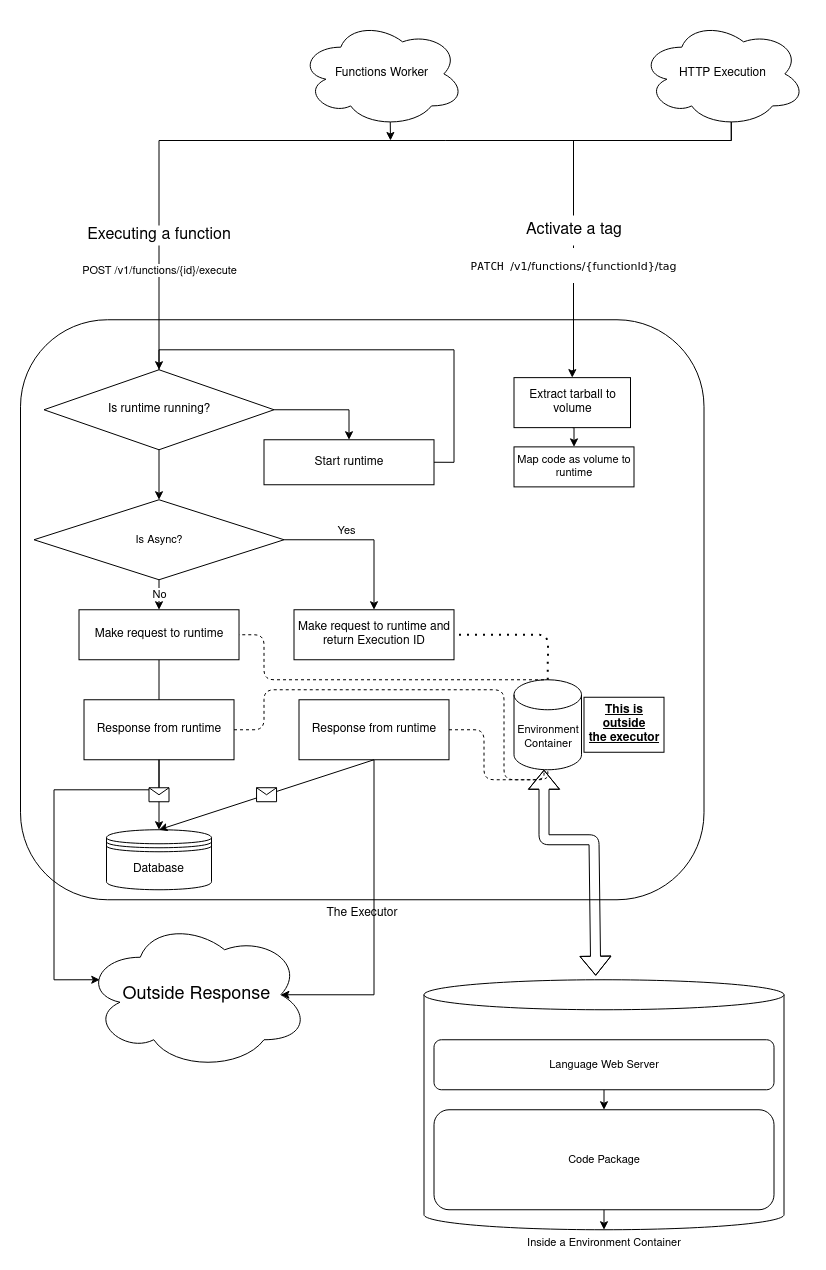 Functions Worker
HTTP Execution
Executing a function
POST /v1/functions/{id}/execute
Activate a tag
PATCH /v1/functions/{functionId}/tag
Is runtime running?
Start runtime
Extract tarball to
volume
Map code as volume to
runtime
Is Async?
Yes
No
Make request to runtime
Make request to runtime and
return Execution ID
Response from runtime
Response from runtime
Environment
Container
This is
outside
the executor
Database
The Executor
Outside Response
Language Web Server
Code Package
Inside a Environment Container